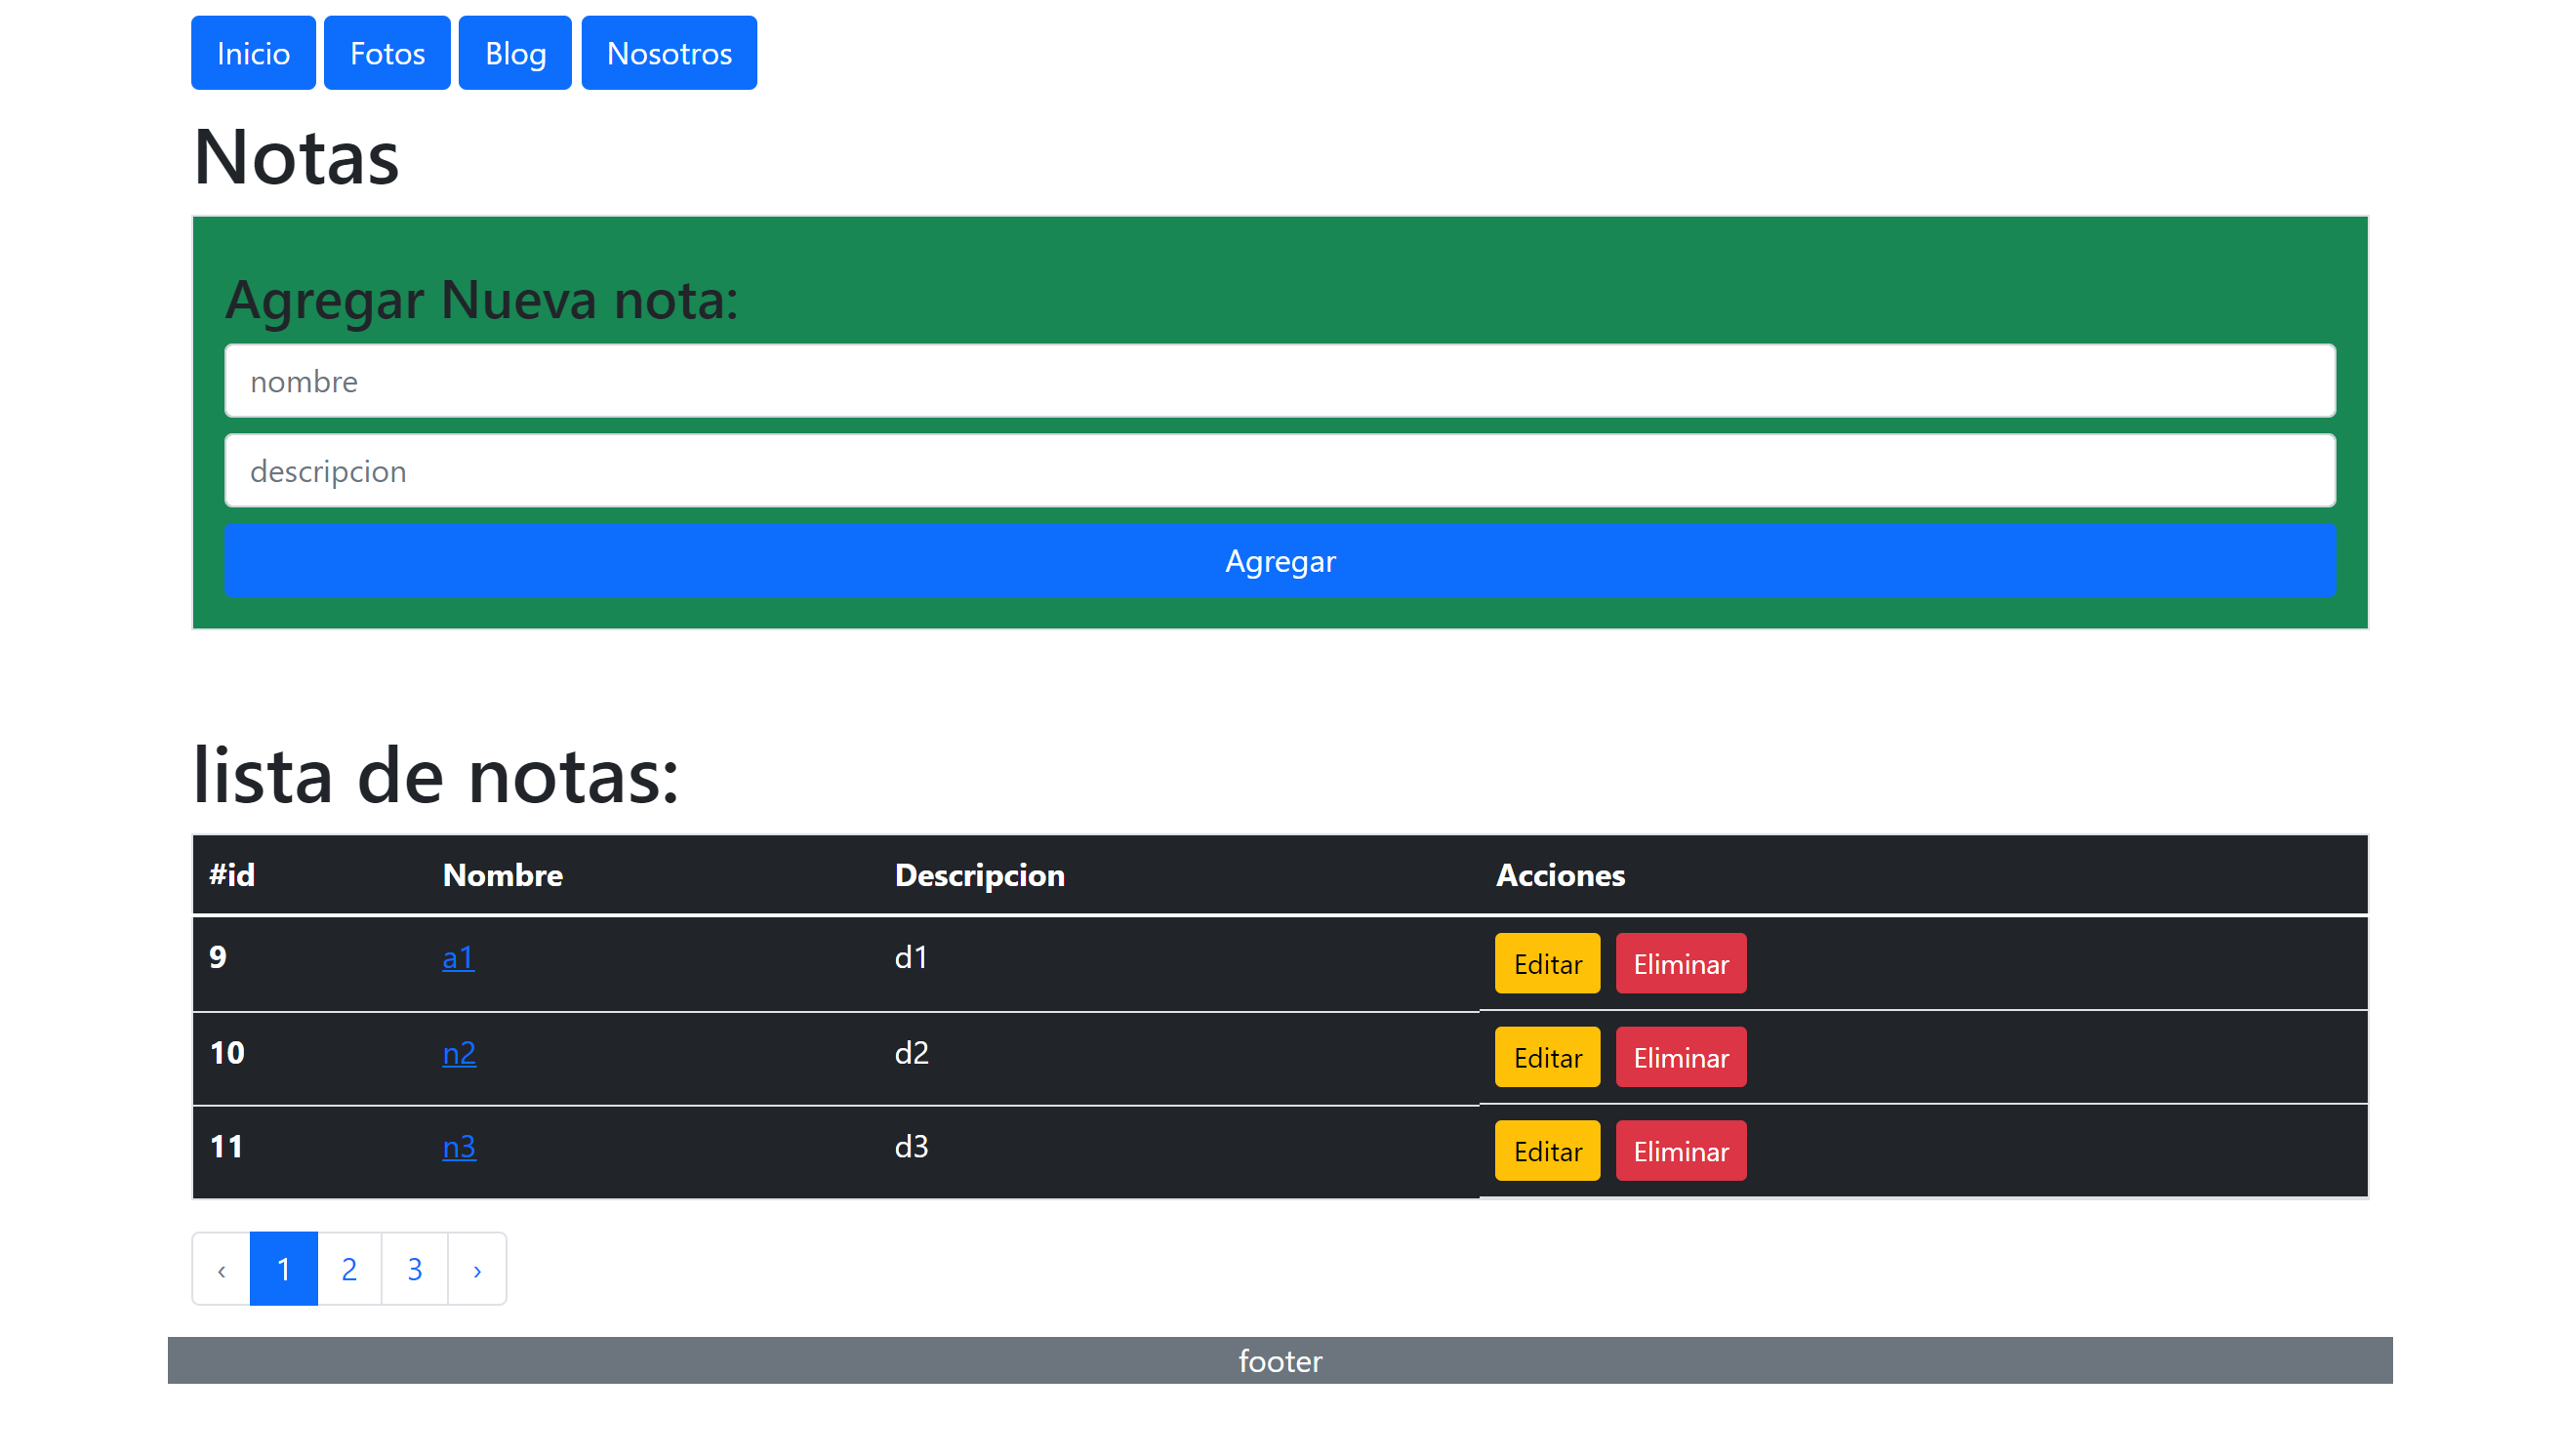 Inicio Fotos Blog Nosotros
Notas
Agregar Nueva nota:
nombre
descripcion
Agregar
lista de notas:
#id Nombre Descripcion Acciones
9 a1 d1 Editar Eliminar
10 n2 d2 Editar Eliminar
11 n3 d3 Editar Eliminar
‹ 1 2 3 ›
footer